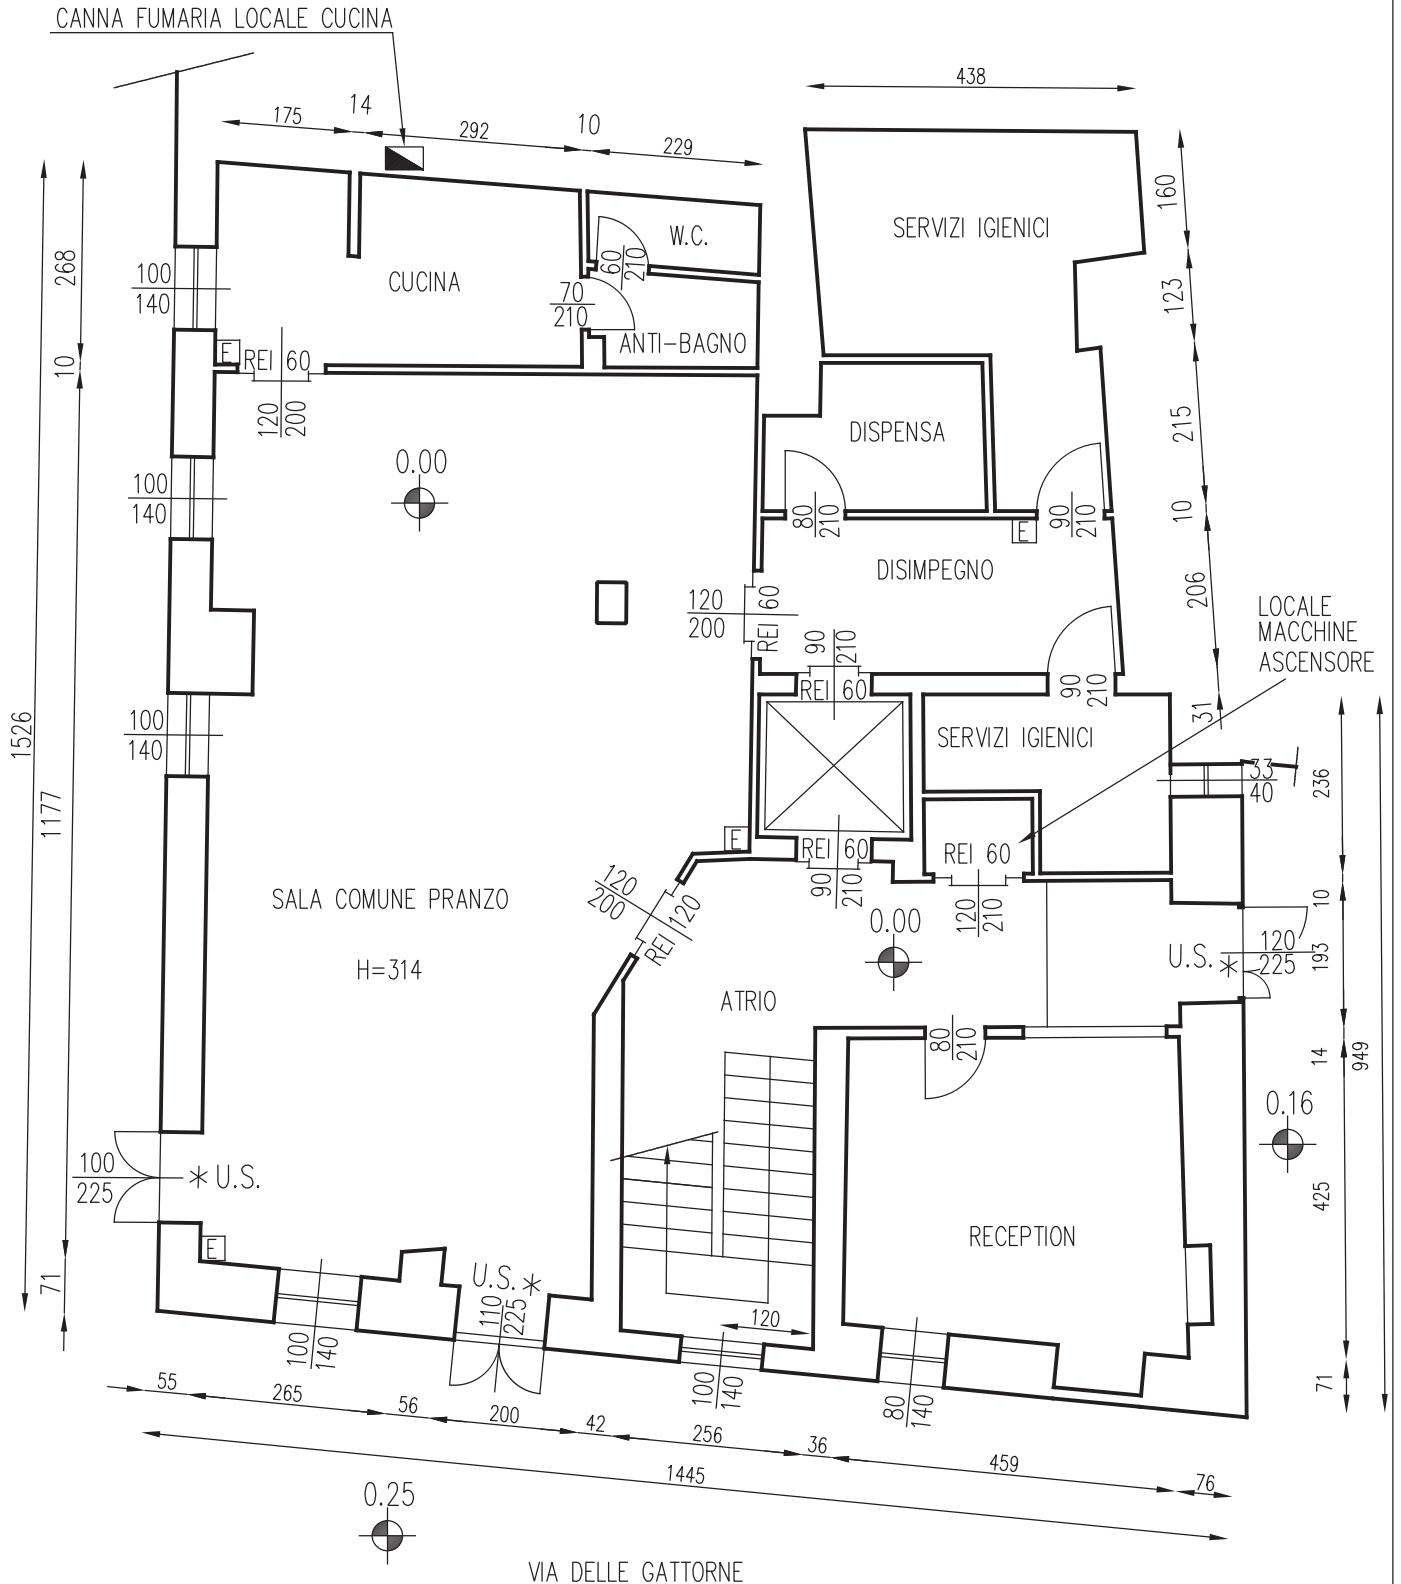 CANNA FUMARIA LOCALE CUCINA
438
175
14
292
10
229
160
SERVIZI IGIENICI
W.C.
268
60
210
CUCINA
100
140
70
210
123
ANTI-BAGNO
E
REI 60
10
120
200
215
DISPENSA
0.00
100
140
80
210
E
90
210
10
DISIMPEGNO
206
120
200
REI 60
LOCALE
MACCHINE
ASCENSORE
90
210
REI 60
90
210
31
100
140
1526
SERVIZI IGIENICI
33
40
236
1177
E
REI 60
REI 60
120
200
REI 120
90
210
120
210
10
SALA COMUNE PRANZO
H=314
0.00
U.S. *
120
225
193
ATRIO
80
210
14
949
0.16
100
225
* U.S.
425
RECEPTION
E
71
U.S. *
110
225
120
100
140
100
140
80
140
71
55
265
56
200
42
256
36
459
76
1445
0.25
VIA DELLE GATTORNE